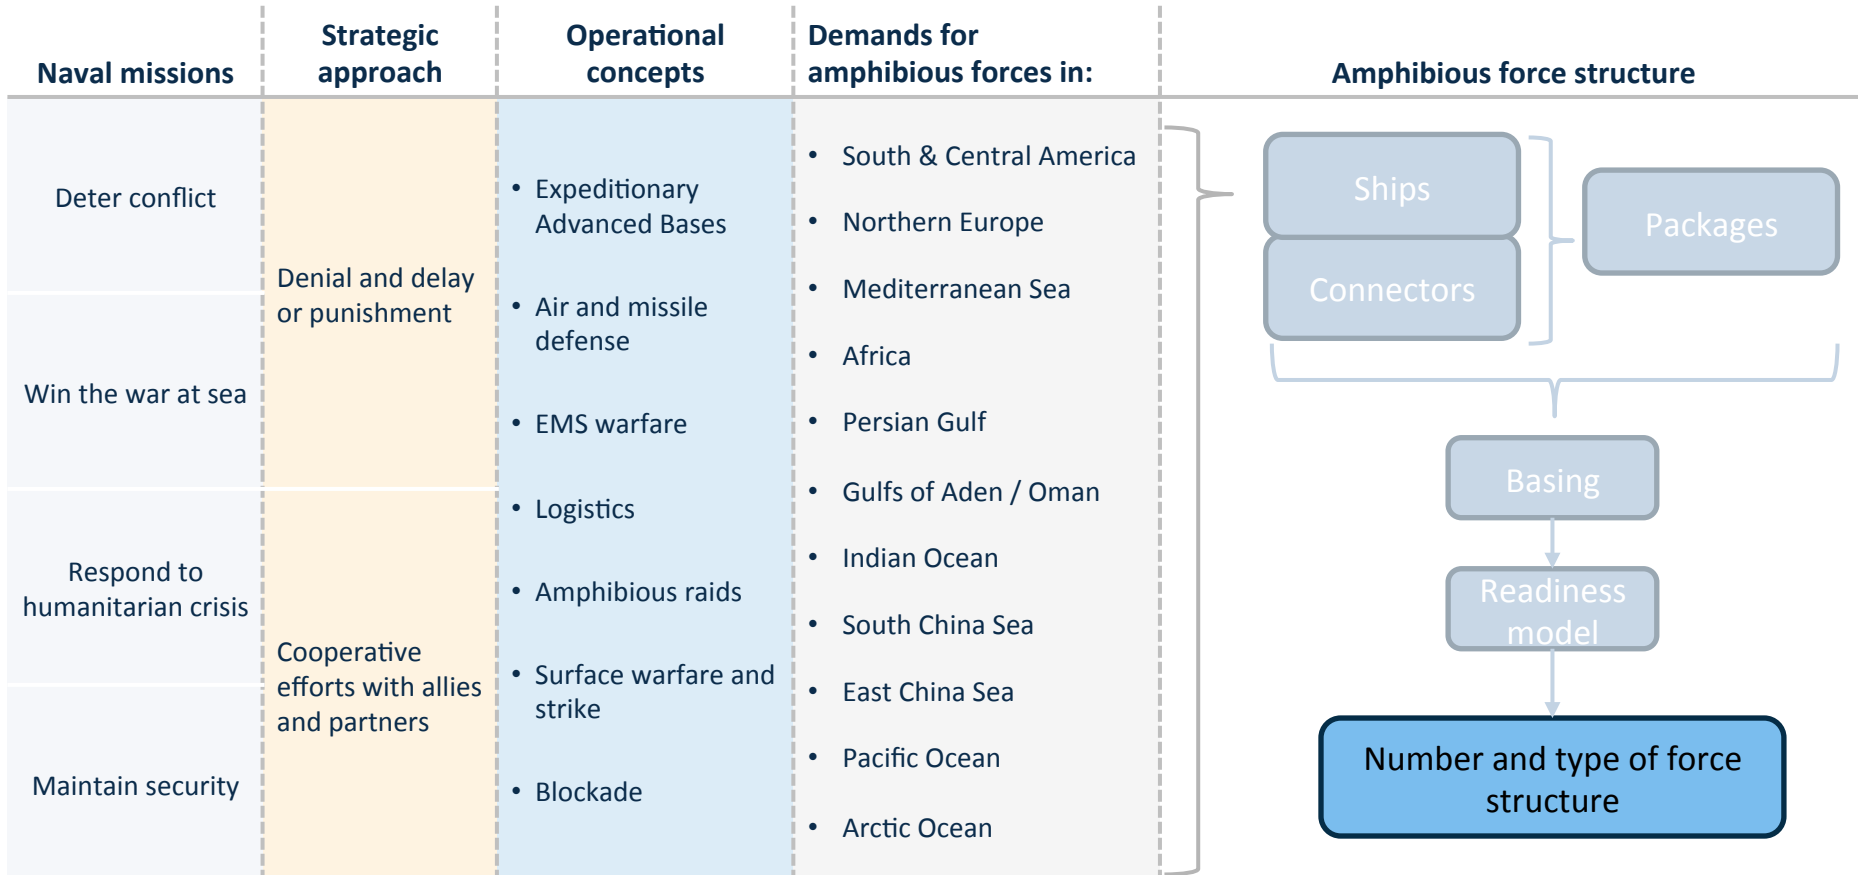 Naval missions
Strategic
approach
Operational
concepts
Demands for
amphibious forces in:
Amphibious force structure
Deter conflict
Win the war at sea
Respond to
humanitarian crisis
Maintain security
Denial and delay
or punishment
Cooperative
efforts with allies
and partners
• Expeditionary
Advanced Bases
• Air and missile
defense
• EMS warfare
• Logistics
• Amphibious raids
• Surface warfare and
strike
• Blockade
• South & Central America
• Northern Europe
• Mediterranean Sea
• Africa
• Persian Gulf
• Gulfs of Aden / Oman
• Indian Ocean
• South China Sea
• East China Sea
• Pacific Ocean
• Arctic Ocean
Ships
Connectors
Packages
Basing
Readiness
model
Number and type of force
structure